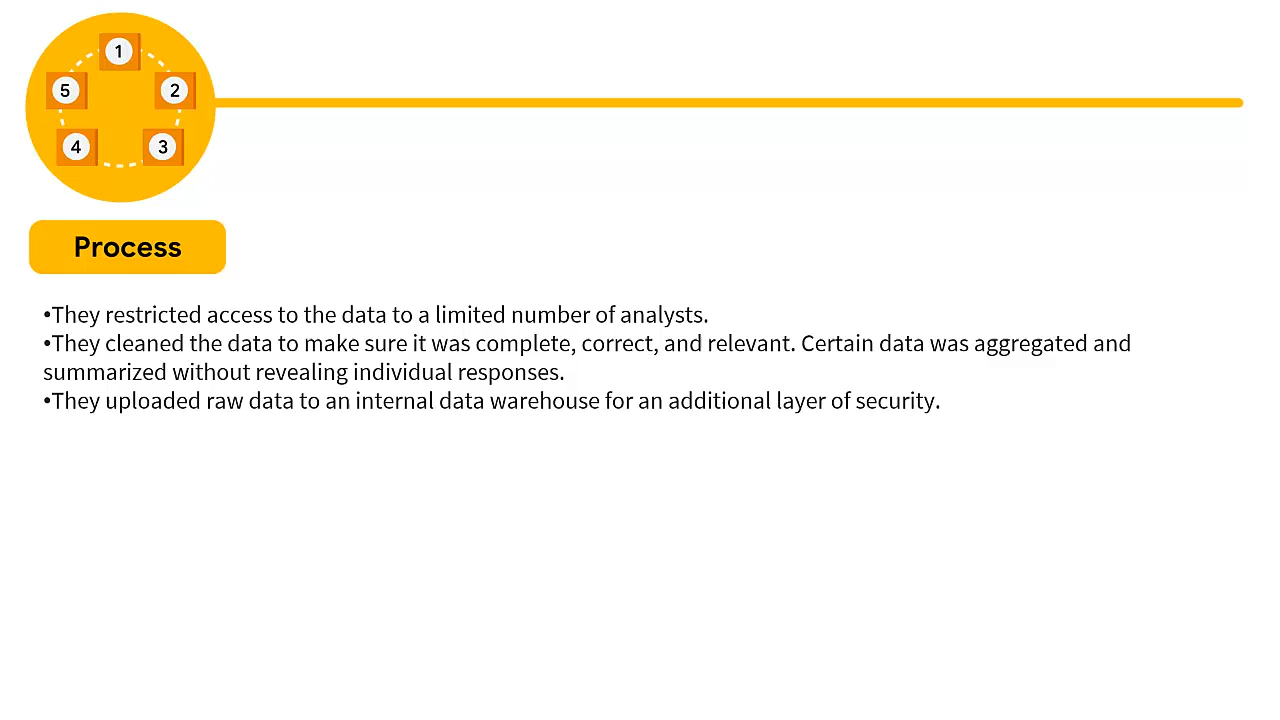 1
5
2
4
3
Process
•They restricted access to the data to a limited number of analysts.
•They cleaned the data to make sure it was complete, correct, and relevant. Certain data was aggregated and
summarized without revealing individual responses.
•They uploaded raw data to an internal data warehouse for an additional layer of security.